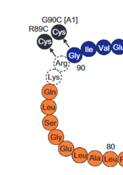 G90C [A1]
R89C
Cys
Cys
Gly Ile Val Glu
Arg
90
Lys
Gln
Leu
Ser
Gly
Glu Leu Ala Leu
80